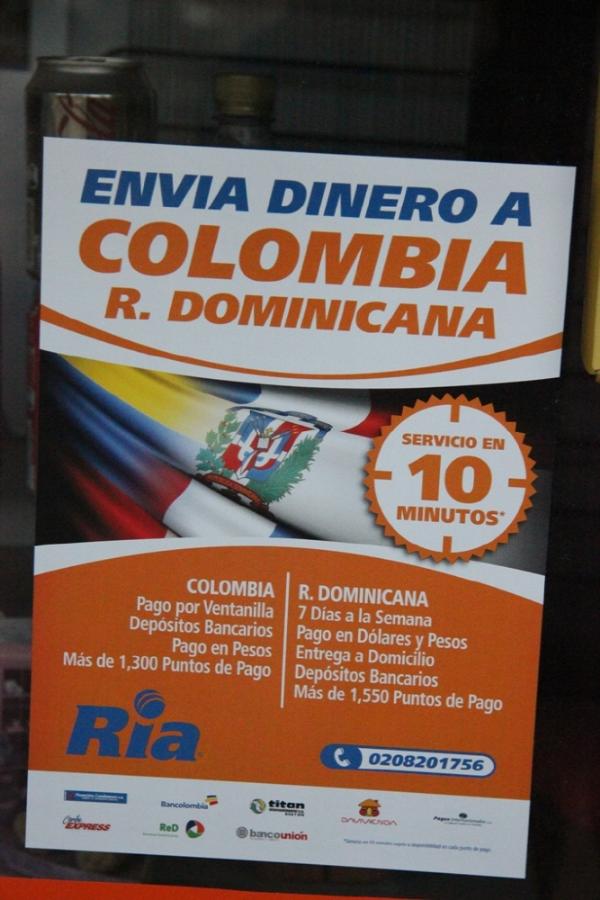 ENVIA DINERO A
COLOMBIA
R. DOMINICANA
SERVICIO EN
10
MINUTOS*
COLOMBIA
Pago por Ventanilla
Depósitos Bancarios
Pago en Pesos
Más de 1,300 Puntos de Pago
R. DOMINICANA
7 Días a la Semana
Pago en Dólares y Pesos
Entrega a Domicilio
Depósitos Bancarios
Más de 1,550 Puntos de Pago
Ria
0208201756
Bancolombia
titan
DAVIVIENDA
Caribe EXPRESS
ReD
bancounión